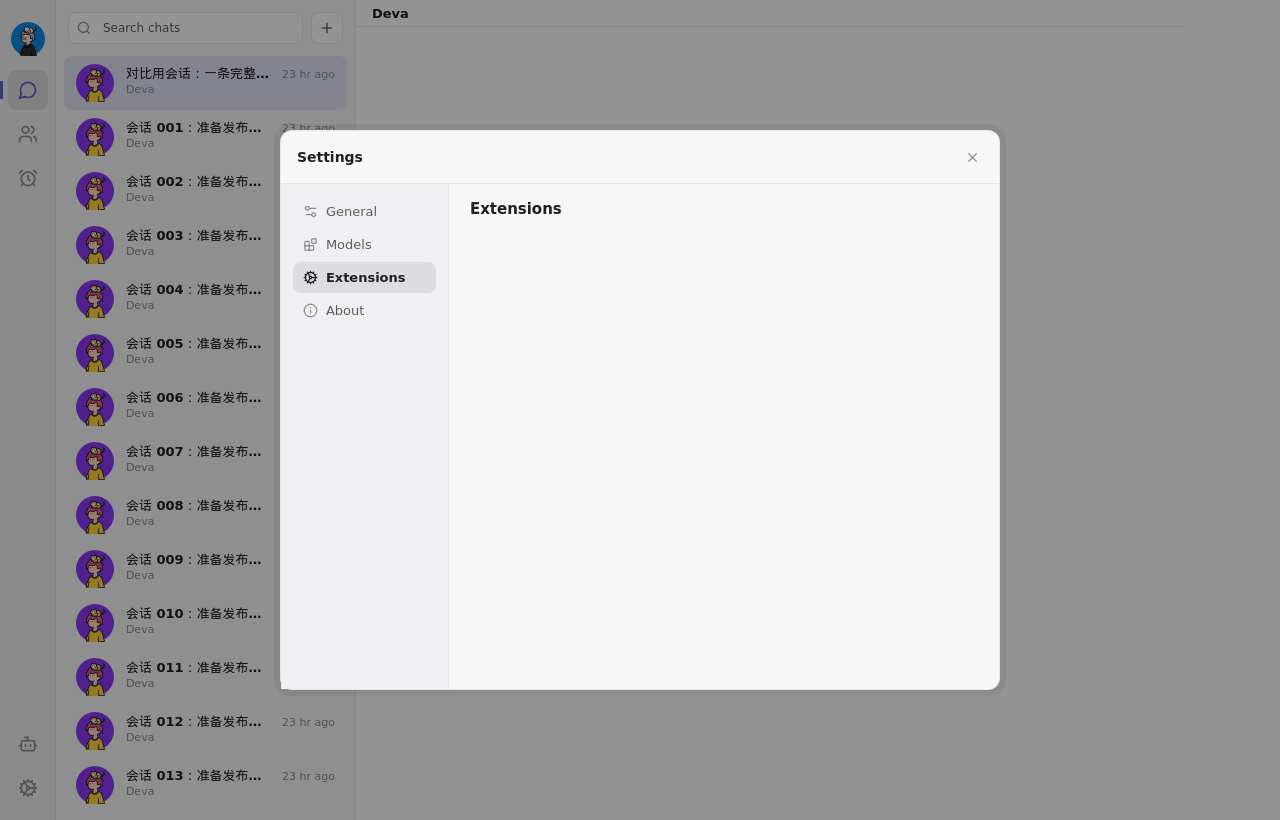 Search chats
对比用会话：一条完整...
23 hr ago
Deva
会话 001：准备发布...
23 hr ago
Deva
会话 002：准备发布...
Deva
会话 003：准备发布...
Deva
会话 004：准备发布...
Deva
会话 005：准备发布...
Deva
会话 006：准备发布...
Deva
会话 007：准备发布...
Deva
会话 008：准备发布...
Deva
会话 009：准备发布...
Deva
会话 010：准备发布...
Deva
会话 011：准备发布...
Deva
会话 012：准备发布...
23 hr ago
Deva
会话 013：准备发布...
23 hr ago
Deva
Deva
Settings
General
Models
Extensions
About
Extensions